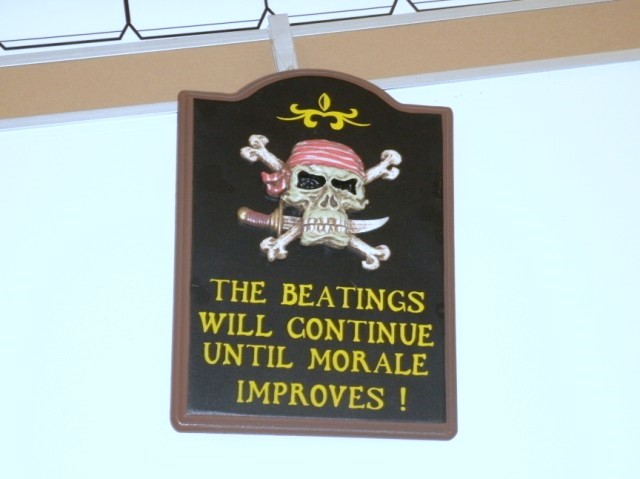 THE BEATINGS
WILL CONTINUE
UNTIL MORALE
IMPROVES !